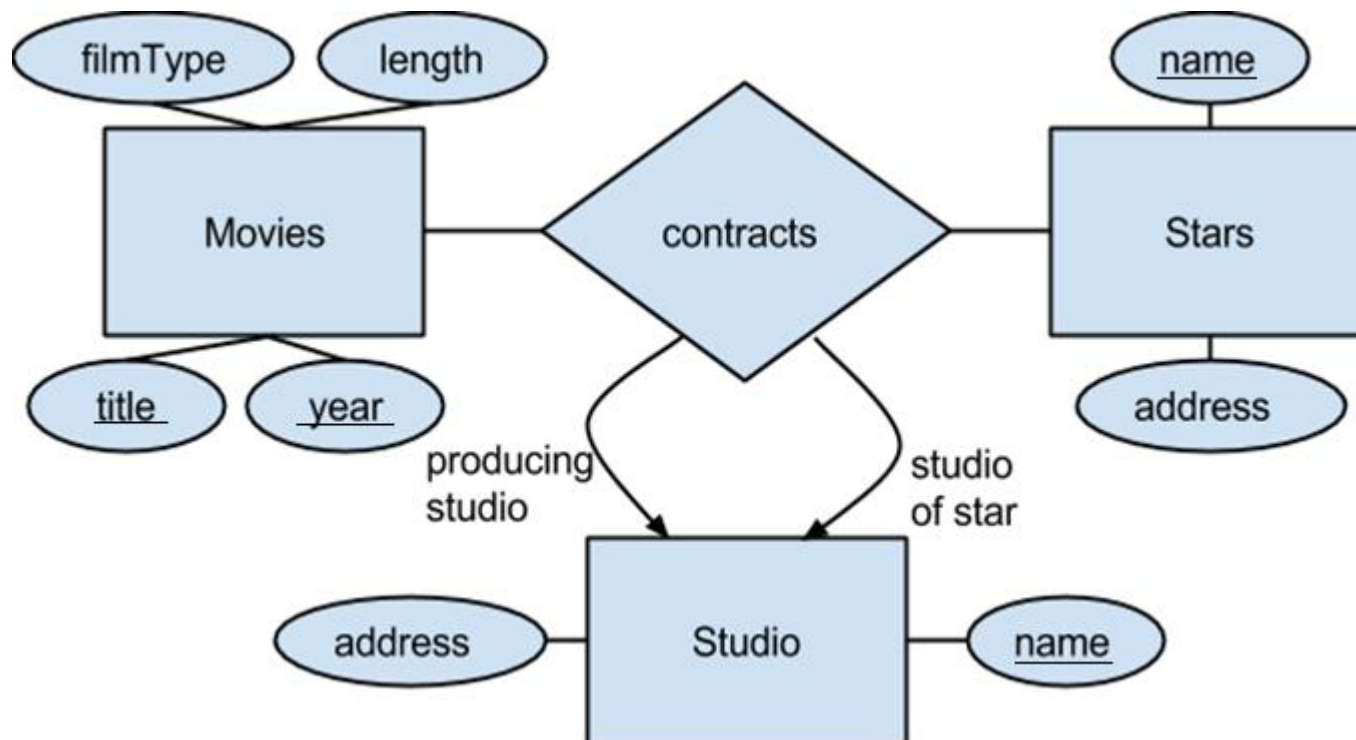 filmType
length
name
Movies
contracts
Stars
title
year
address
producing
studio
studio
of star
address
Studio
name